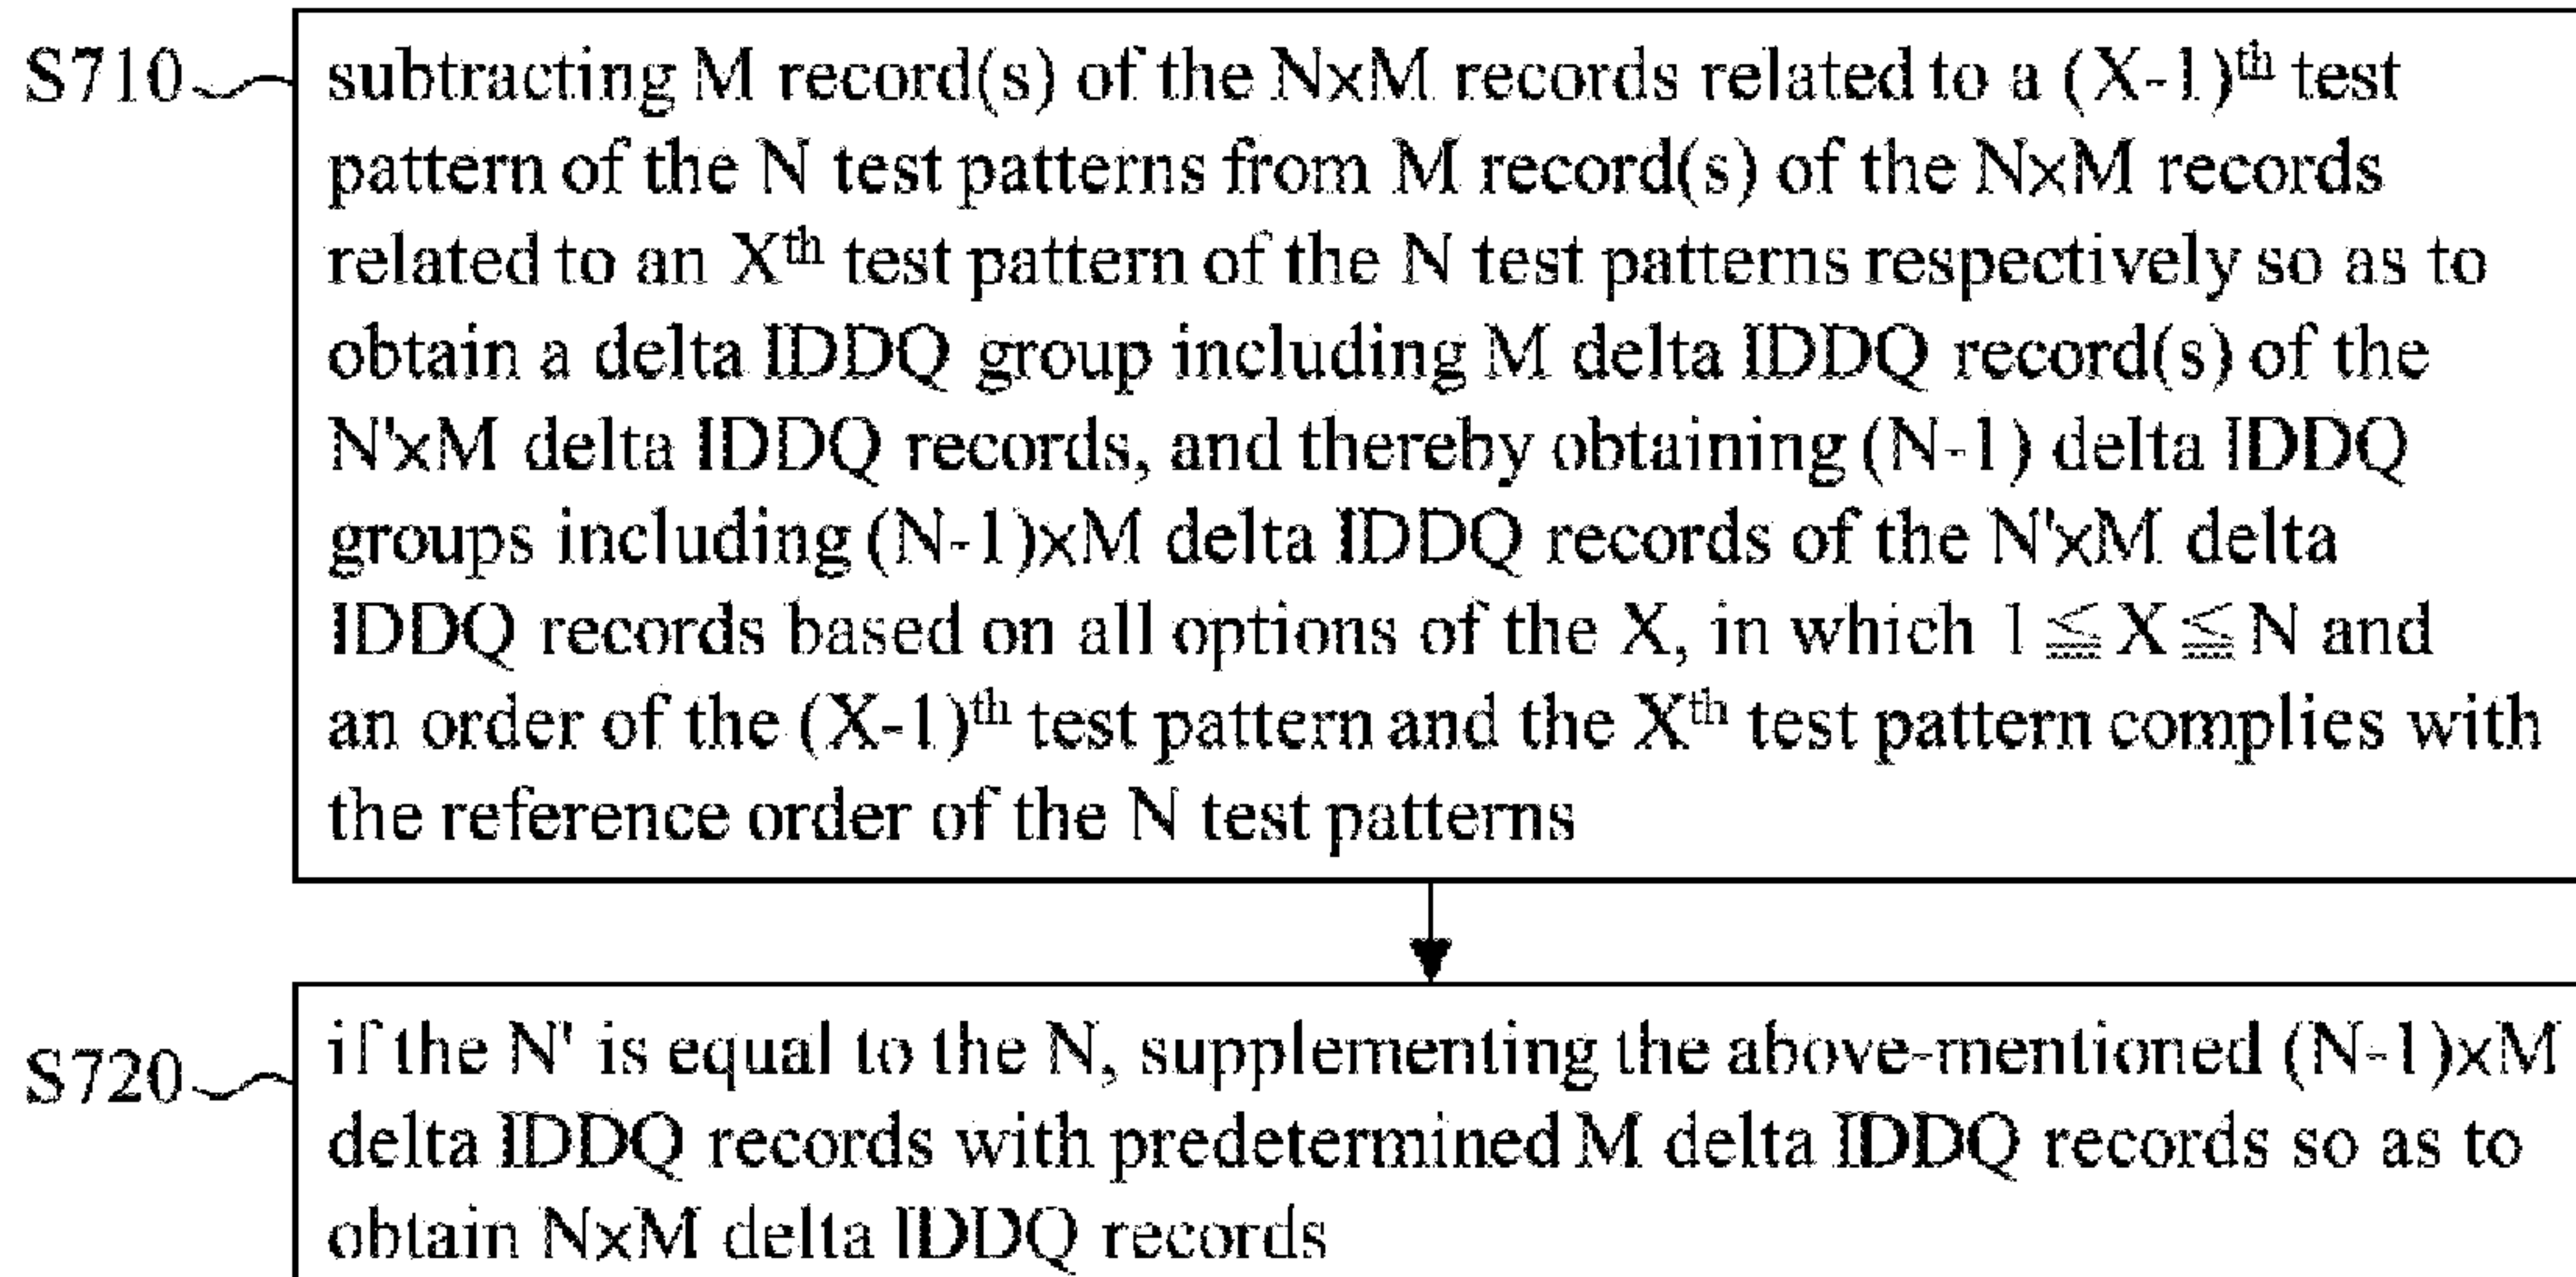 S710 subtracting M record(s) of the N×M records related to a (X-1)th test
pattern of the N test patterns from M record(s) of the N×M records
related to an Xth test pattern of the N test patterns respectively so as to
obtain a delta IDDQ group including M delta IDDQ record(s) of the
N'×M delta IDDQ records, and thereby obtaining (N-1) delta IDDQ
groups including (N-1)×M delta IDDQ records of the N'×M delta
IDDQ records based on all options of the X, in which 1≦X≦N and
an order of the (X-1)th test pattern and the Xth test pattern complies with
the reference order of the N test patterns
S720 if the N' is equal to the N, supplementing the above-mentioned (N-1)×M
delta IDDQ records with predetermined M delta IDDQ records so as to
obtain N×M delta IDDQ records